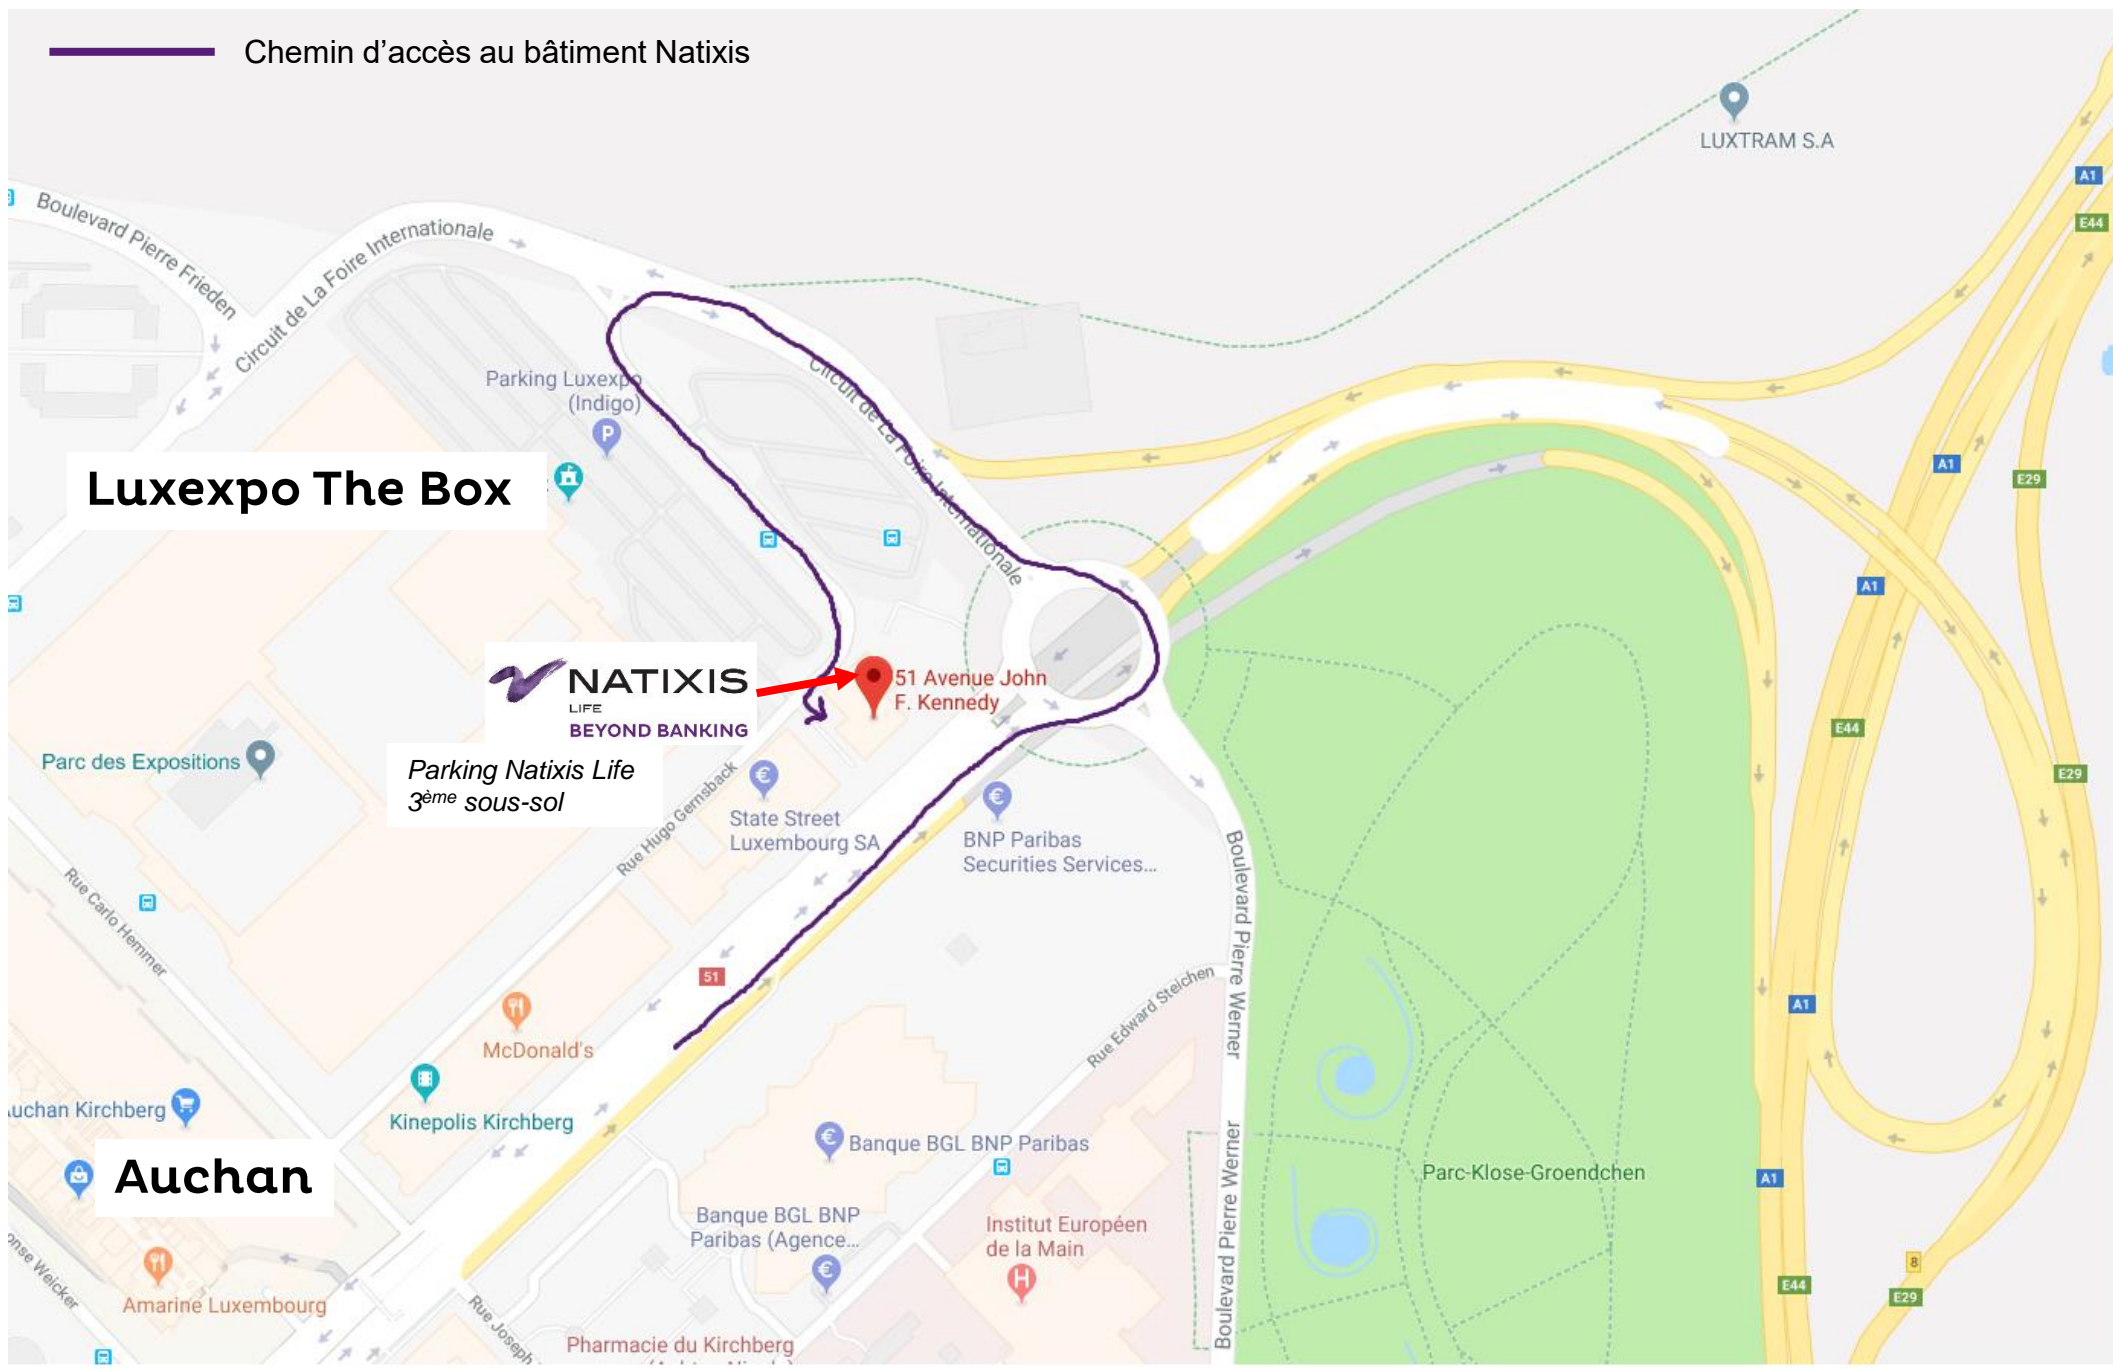 Chemin d'accès au bâtiment Natixis
LUXTRAM S.A
A1
E44
Boulevard Pierre Frieden
Circuit de La Foire Internationale
Parking Luxexpo
(Indigo)
P
Circuit de La Foire Internationale
Luxexpo The Box
A1
E29
A1
NATIXIS
LIFE
BEYOND BANKING
51 Avenue John
F. Kennedy
Parc des Expositions
Parking Natixis Life
3ème sous-sol
E44
E29
Rue Hugo Gernsback
State Street
Luxembourg SA
BNP Paribas
Securities Services...
Boulevard Pierre Werner
Rue Carlo Hemmer
51
Rue Edward Steichen
A1
McDonald's
Kinepolis Kirchberg
uchan Kirchberg
Auchan
Banque BGL BNP Paribas
Boulevard Pierre Werner
Parc-Klose-Groendchen
A1
Banque BGL BNP
Paribas (Agence...
Institut Européen
de la Main
H
8
E44
E29
onse Weicker
Amarine Luxembourg
Rue Joseph
Pharmacie du Kirchberg